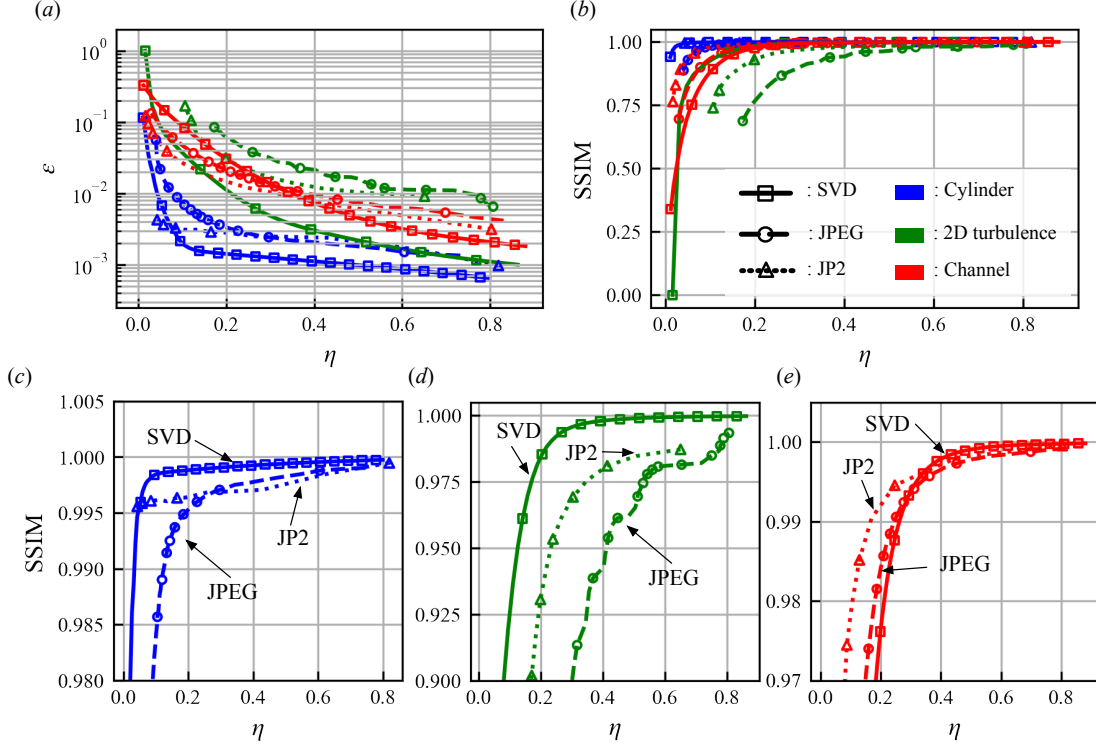 (a)
(b)
10⁰
10⁻¹
10⁻²
10⁻³
ε
0.0 0.2 0.4 0.6 0.8
η
1.00
0.75
0.50
0.25
0.00
SSIM
: SVD
: JPEG
: JP2
: Cylinder
: 2D turbulence
: Channel
0.0 0.2 0.4 0.6 0.8
η
(c)
(d)
(e)
1.005
1.000
0.995
0.990
0.985
0.980
SSIM
SVD
JP2
JPEG
0.0 0.2 0.4 0.6 0.8
η
1.000
0.975
0.950
0.925
0.900
SVD
JP2
JPEG
0.0 0.2 0.4 0.6 0.8
η
1.00
0.99
0.98
0.97
SVD
JP2
JPEG
0.0 0.2 0.4 0.6 0.8
η